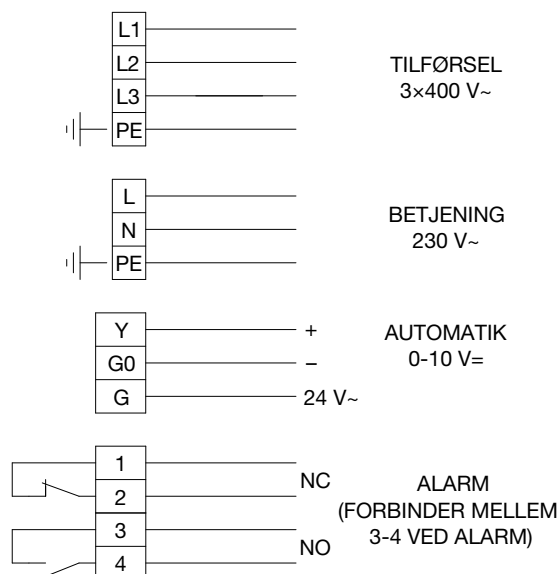 L1
L2
L3
PE
TILFØRSEL
3×400 V~
L
N
PE
BETJENING
230 V~
Y
G0
G
+
–
24 V~
AUTOMATIK
0-10 V=
1
2
3
4
NC
NO
ALARM
(FORBINDER MELLEM
3-4 VED ALARM)